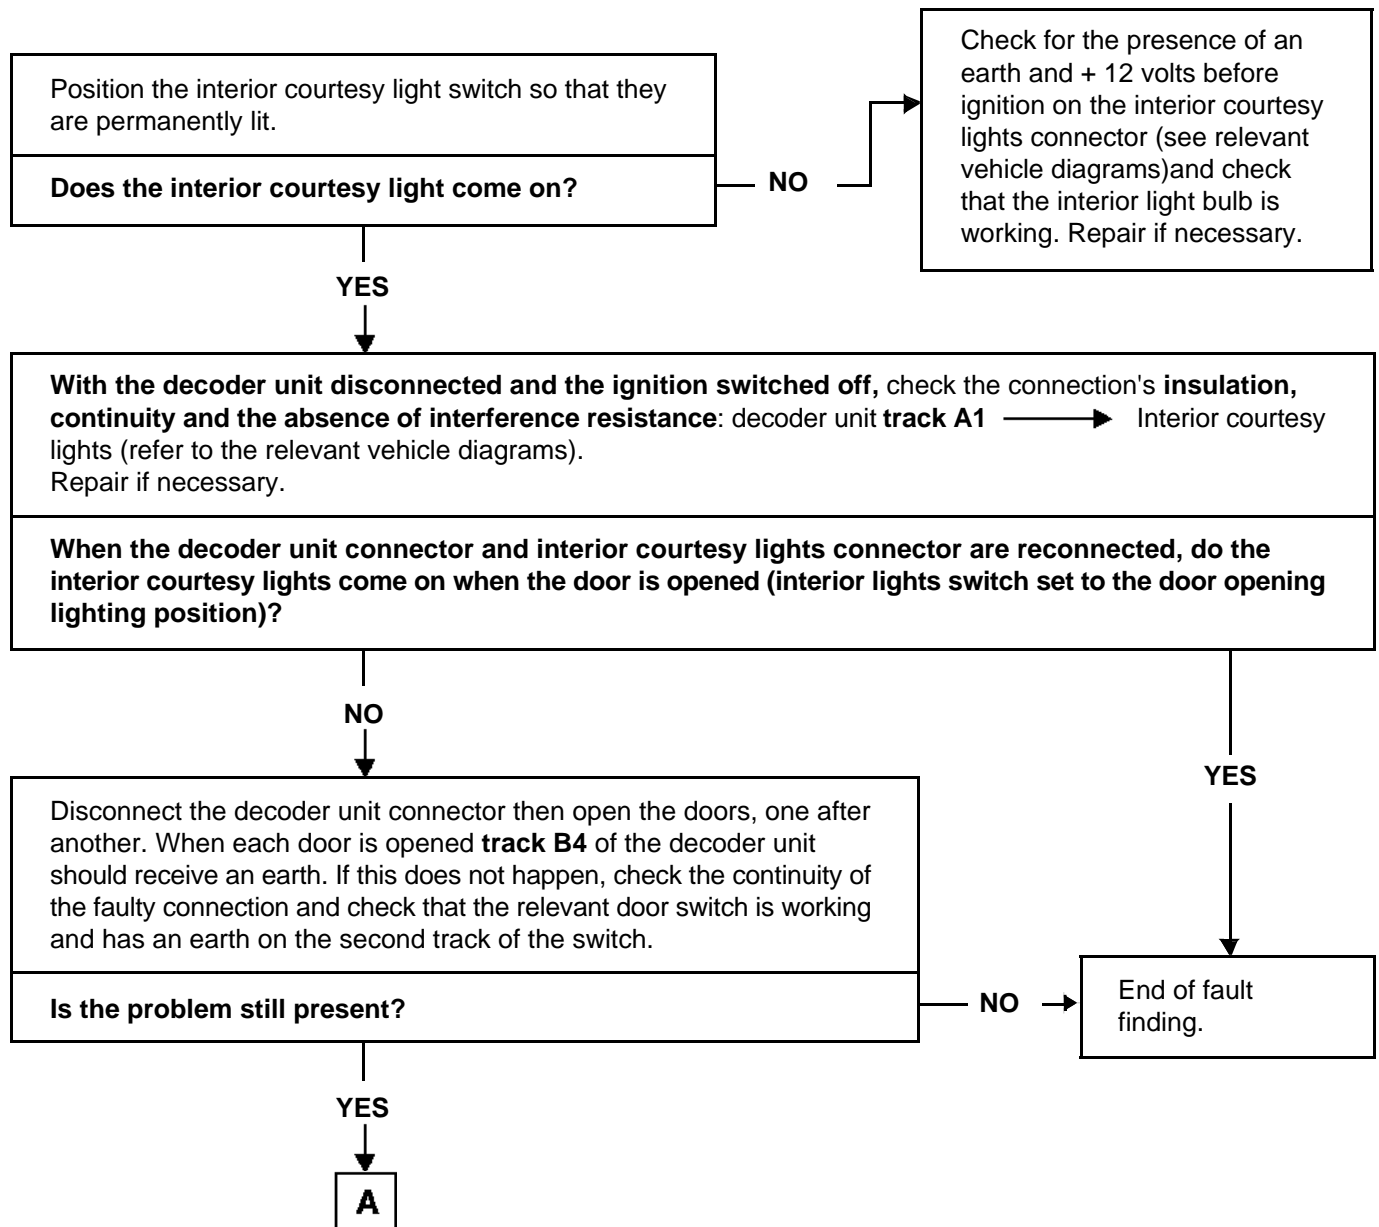 Position the interior courtesy light switch so that they
are permanently lit.
Does the interior courtesy light come on?
NO
Check for the presence of an
earth and + 12 volts before
ignition on the interior courtesy
lights connector (see relevant
vehicle diagrams)and check
that the interior light bulb is
working. Repair if necessary.
YES
With the decoder unit disconnected and the ignition switched off, check the connection's insulation,
continuity and the absence of interference resistance: decoder unit track A1 Interior courtesy
lights (refer to the relevant vehicle diagrams).
Repair if necessary.
When the decoder unit connector and interior courtesy lights connector are reconnected, do the
interior courtesy lights come on when the door is opened (interior lights switch set to the door opening
lighting position)?
NO
YES
Disconnect the decoder unit connector then open the doors, one after
another. When each door is opened track B4 of the decoder unit
should receive an earth. If this does not happen, check the continuity of
the faulty connection and check that the relevant door switch is working
and has an earth on the second track of the switch.
Is the problem still present?
NO
End of fault
finding.
YES
A